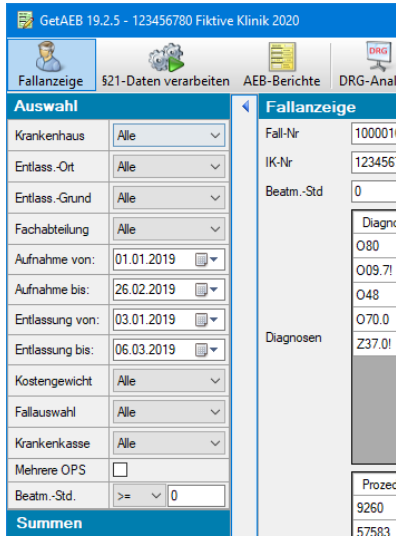 GetAEB 19.2.5 - 123456780 Fiktive Klinik 2020
Fallanzeige §21-Daten verarbeiten AEB-Berichte DRG-Anal
DRG
Auswahl
Krankenhaus Alle
Entlass.-Ort Alle
Entlass.-Grund Alle
Fachabteilung Alle
Aufnahme von: 01.01.2019
Aufnahme bis: 26.02.2019
Entlassung von: 03.01.2019
Entlassung bis: 06.03.2019
Kostengewicht Alle
Fallauswahl Alle
Krankenkasse Alle
Mehrere OPS
Beatm.-Std. >= 0
Summen
Fallanzeige
Fall-Nr 1000010
IK-Nr 1234567
Beatm.-Std 0
Diagnosen
Diagno
O80
O09.7!
O48
O70.0
Z37.0!
Prozed
9260
57583